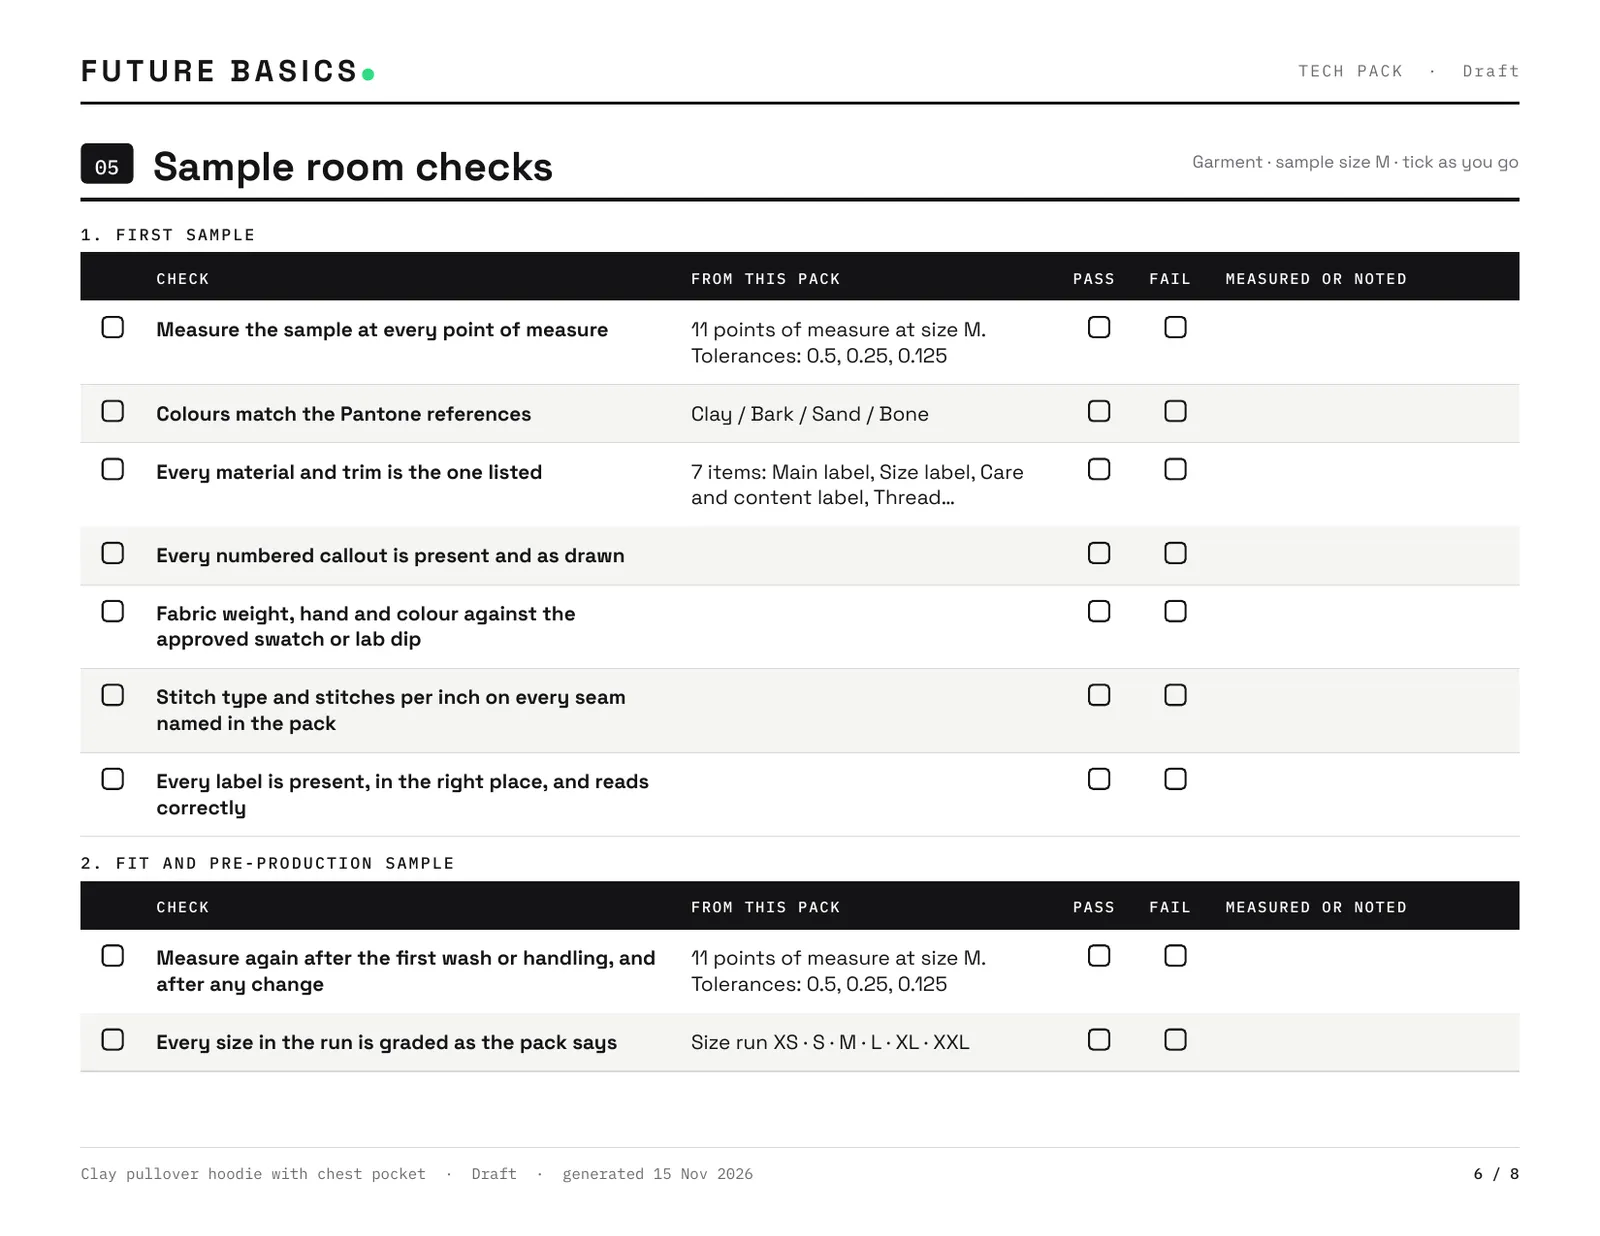 FUTURE BASICS
TECH PACK · Draft
05 Sample room checks
Garment · sample size M · tick as you go
1. FIRST SAMPLE
CHECK FROM THIS PACK PASS FAIL MEASURED OR NOTED
Measure the sample at every point of measure
11 points of measure at size M.
Tolerances: 0.5, 0.25, 0.125
Colours match the Pantone references
Clay / Bark / Sand / Bone
Every material and trim is the one listed
7 items: Main label, Size label, Care
and content label, Thread…
Every numbered callout is present and as drawn
Fabric weight, hand and colour against the
approved swatch or lab dip
Stitch type and stitches per inch on every seam
named in the pack
Every label is present, in the right place, and reads
correctly
2. FIT AND PRE-PRODUCTION SAMPLE
CHECK FROM THIS PACK PASS FAIL MEASURED OR NOTED
Measure again after the first wash or handling, and
after any change
11 points of measure at size M.
Tolerances: 0.5, 0.25, 0.125
Every size in the run is graded as the pack says
Size run XS · S · M · L · XL · XXL
Clay pullover hoodie with chest pocket · Draft · generated 15 Nov 2026
6 / 8